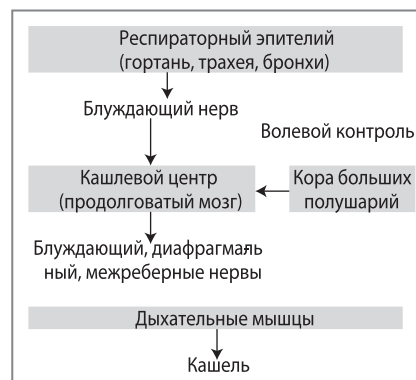 Респираторный эпителий
(гортань, трахея, бронхи)
Блуждающий нерв
Волевой контроль
Кашлевой центр
(продолговатый мозг)
Кора больших
полушарий
Блуждающий, диафрагмаль
ный, межреберные нервы
Дыхательные мышцы
Кашель